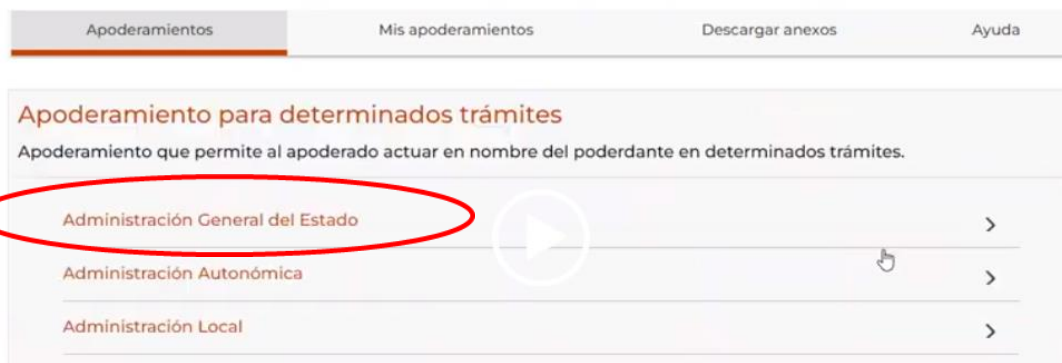 Apoderamientos Mis apoderamientos Descargar anexos Ayuda
Apoderamiento para determinados trámites
Apoderamiento que permite al apoderado actuar en nombre del poderdante en determinados trámites.
Administración General del Estado
Administración Autonómica
Administración Local